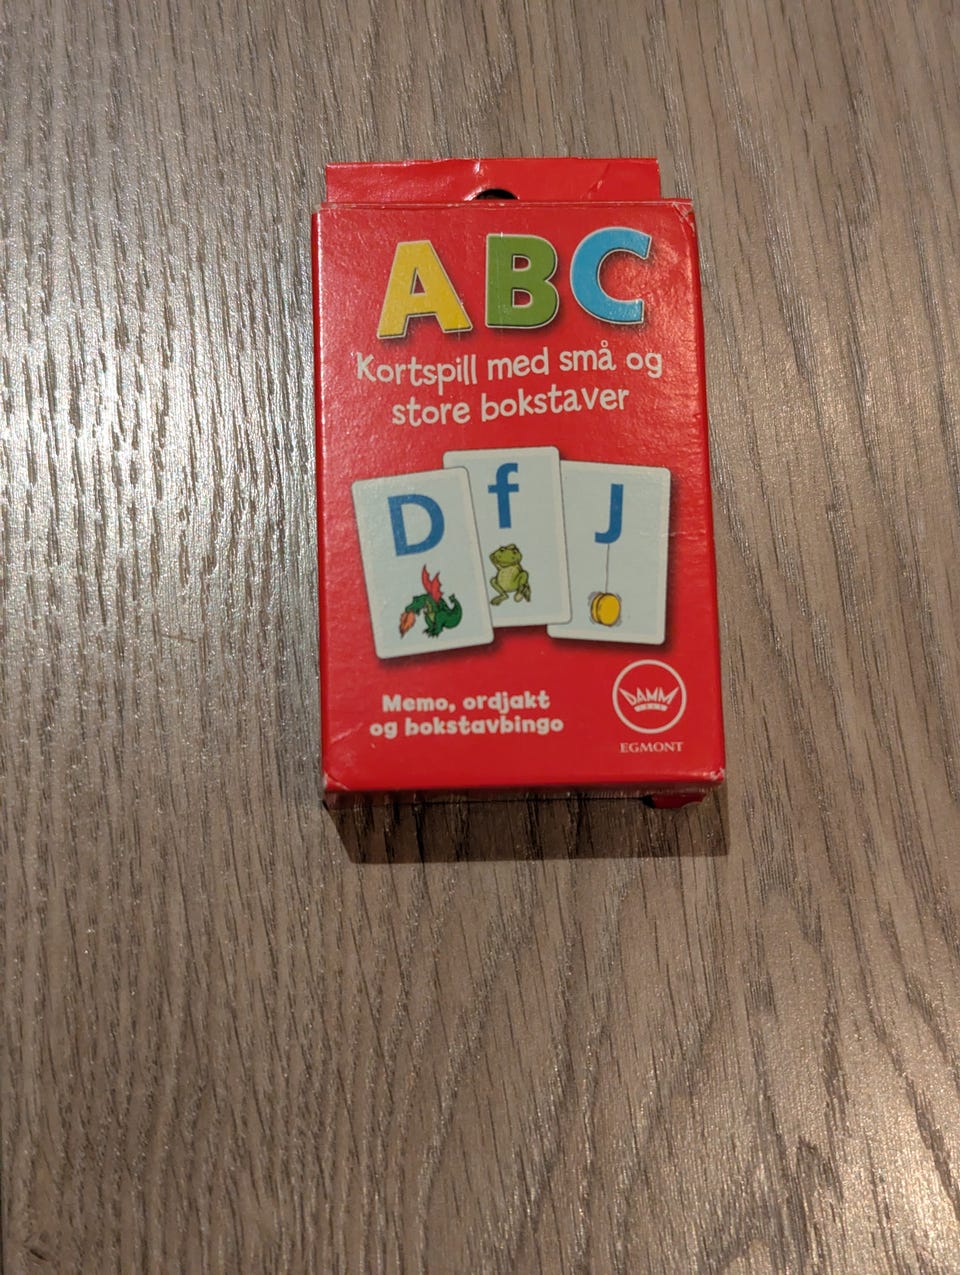 ABC
Kortspill med små og
store bokstaver
D
f
J
Memo, ordjakt
og bokstavbingo
DAMM
EGMONT